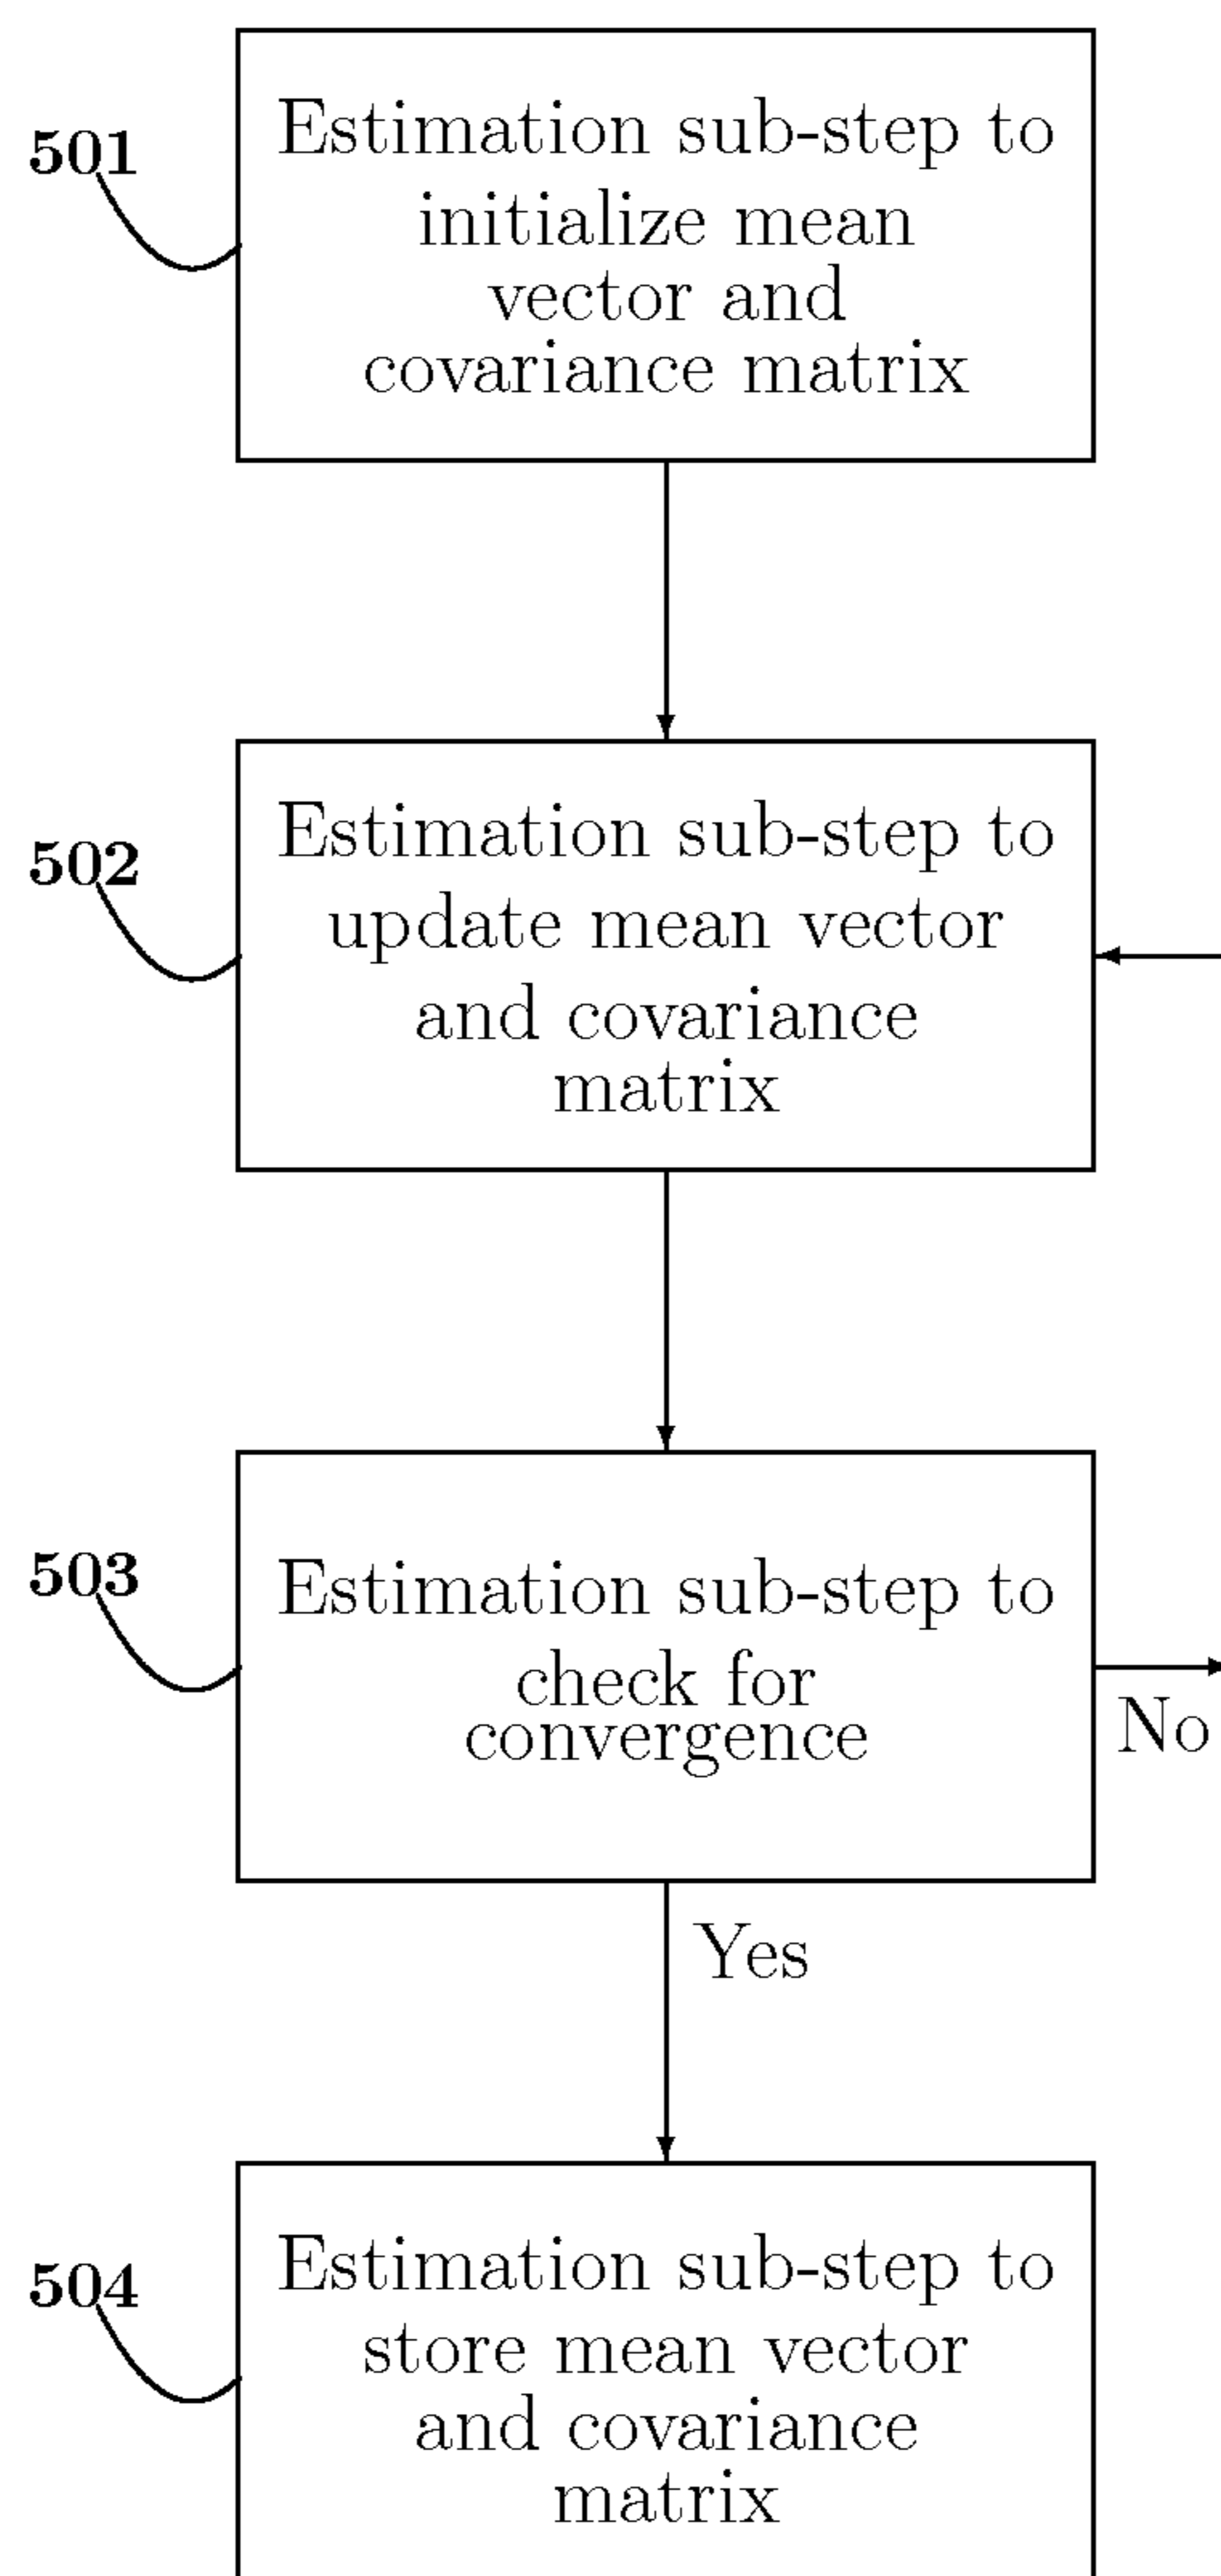 501
Estimation sub-step to
initialize mean
vector and
covariance matrix
502
Estimation sub-step to
update mean vector
and covariance
matrix
503
Estimation sub-step to
check for
convergence
No
Yes
504
Estimation sub-step to
store mean vector
and covariance
matrix